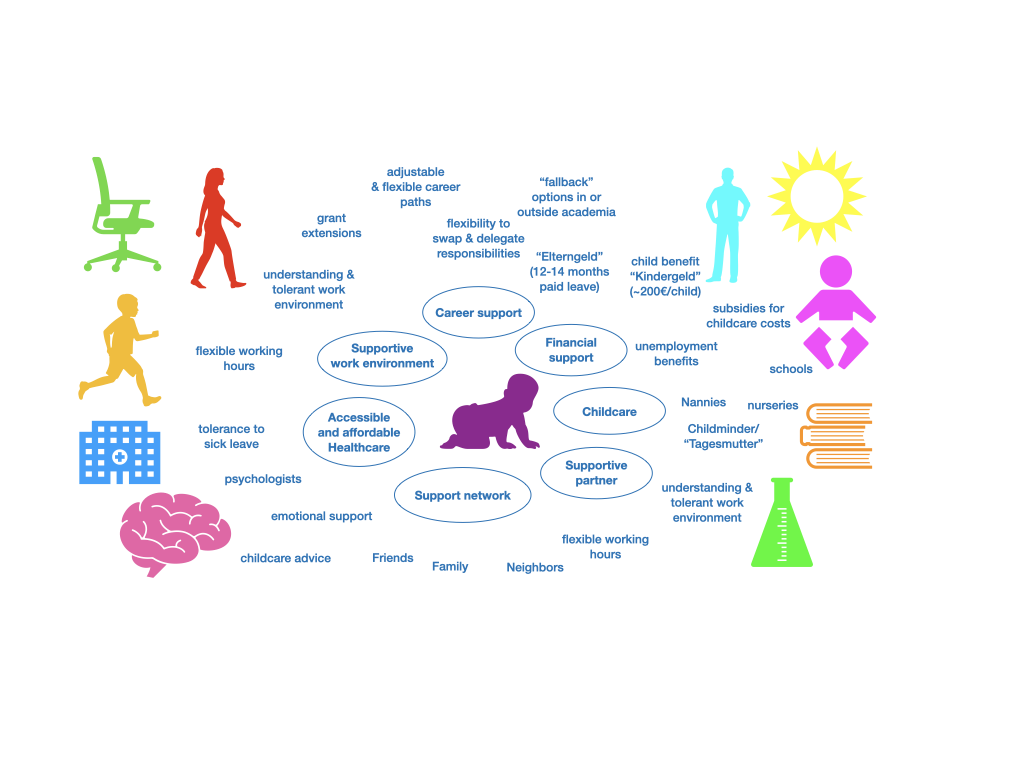 adjustable
& flexible career
paths
“fallback”
options in or
outside academia
grant
extensions
flexibility to
swap & delegate
responsibilities
“Elterngeld”
(12-14 months
paid leave)
child benefit
“Kindergeld”
(~200€/child)
understanding &
tolerant work
environment
Career support
subsidies for
childcare costs
flexible working
hours
Supportive
work environment
Financial
support
unemployment
benefits
schools
Accessible
and affordable
Healthcare
Childcare
Nannies
nurseries
Childminder/
“Tagesmutter”
tolerance to
sick leave
psychologists
Support network
Supportive
partner
understanding &
tolerant work
environment
emotional support
flexible working
hours
childcare advice
Friends
Family
Neighbors